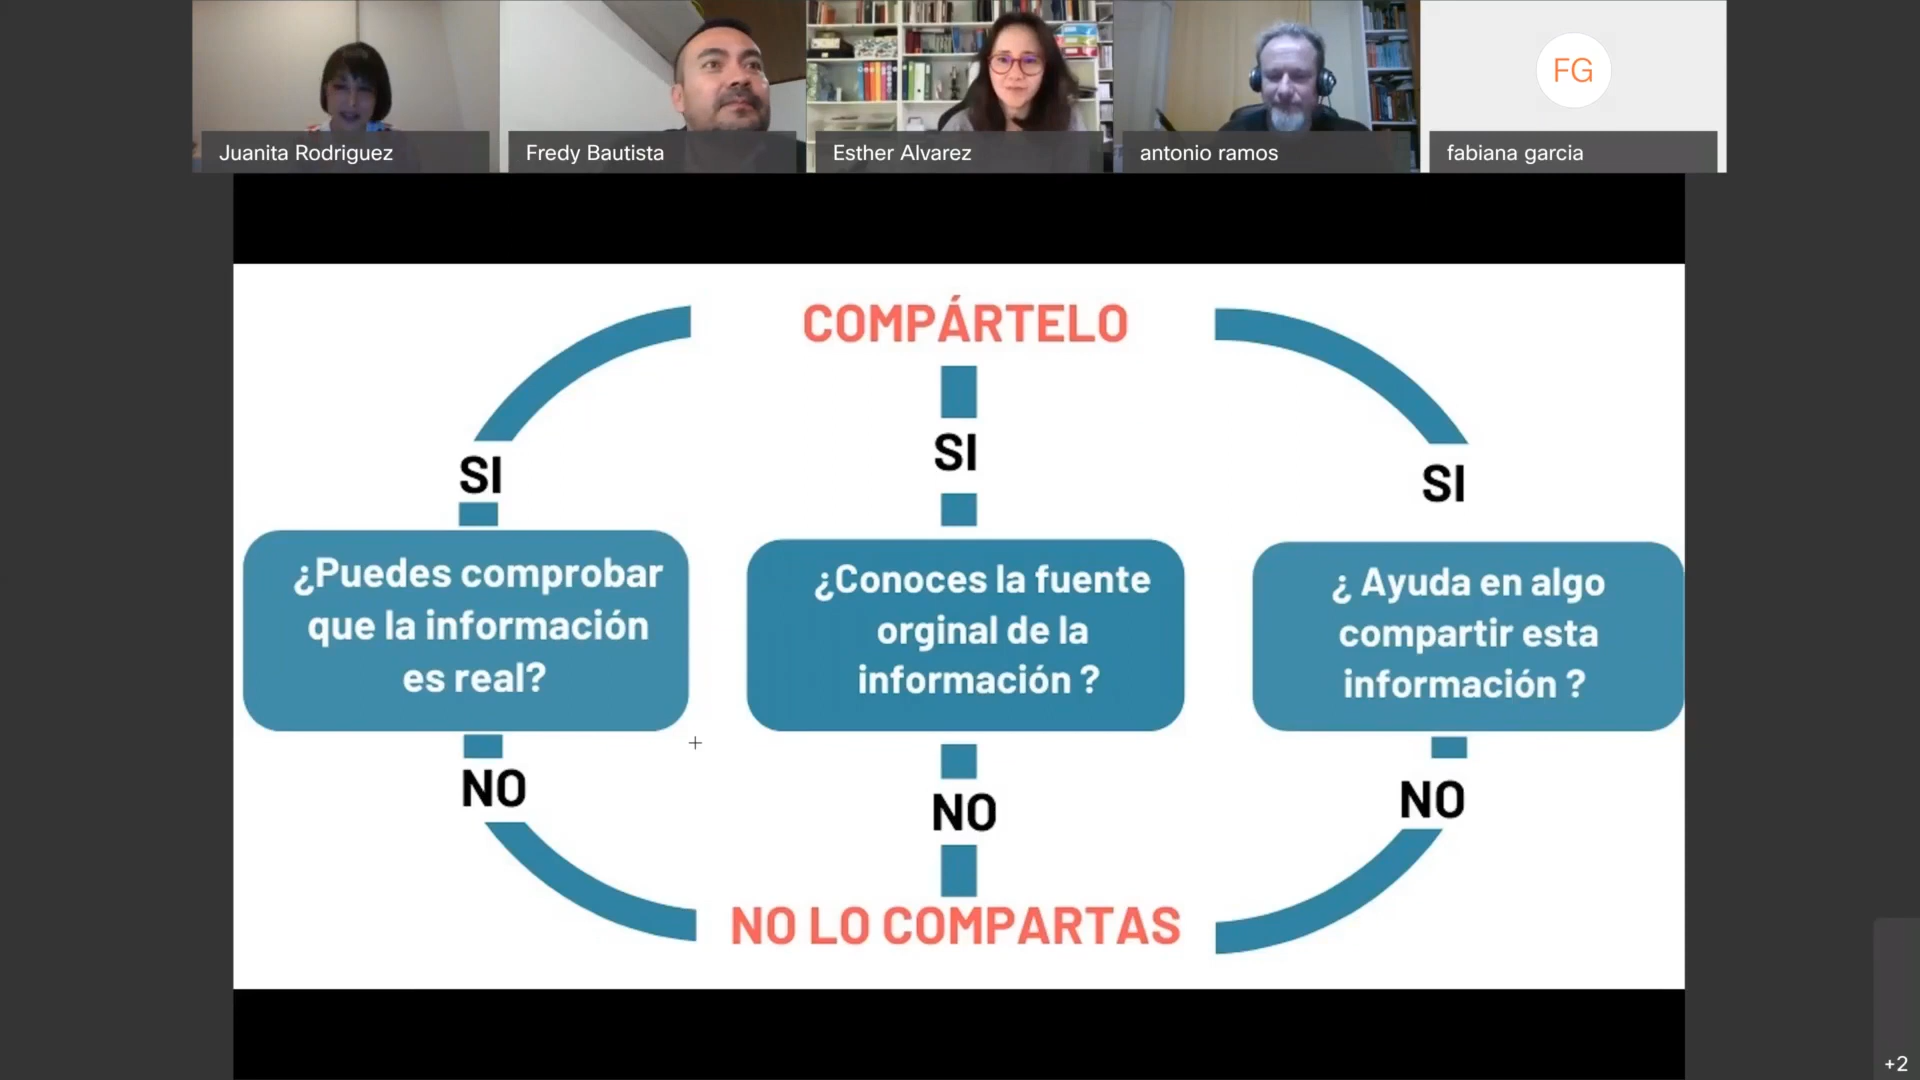 FG
Juanita Rodriguez
Fredy Bautista
Esther Alvarez
antonio ramos
fabiana garcia
COMPÁRTELO
SI
SI
SI
¿Puedes comprobar
que la información
es real?
¿Conoces la fuente
orginal de la
información ?
¿ Ayuda en algo
compartir esta
información ?
NO
NO
NO
NO LO COMPARTAS
+2